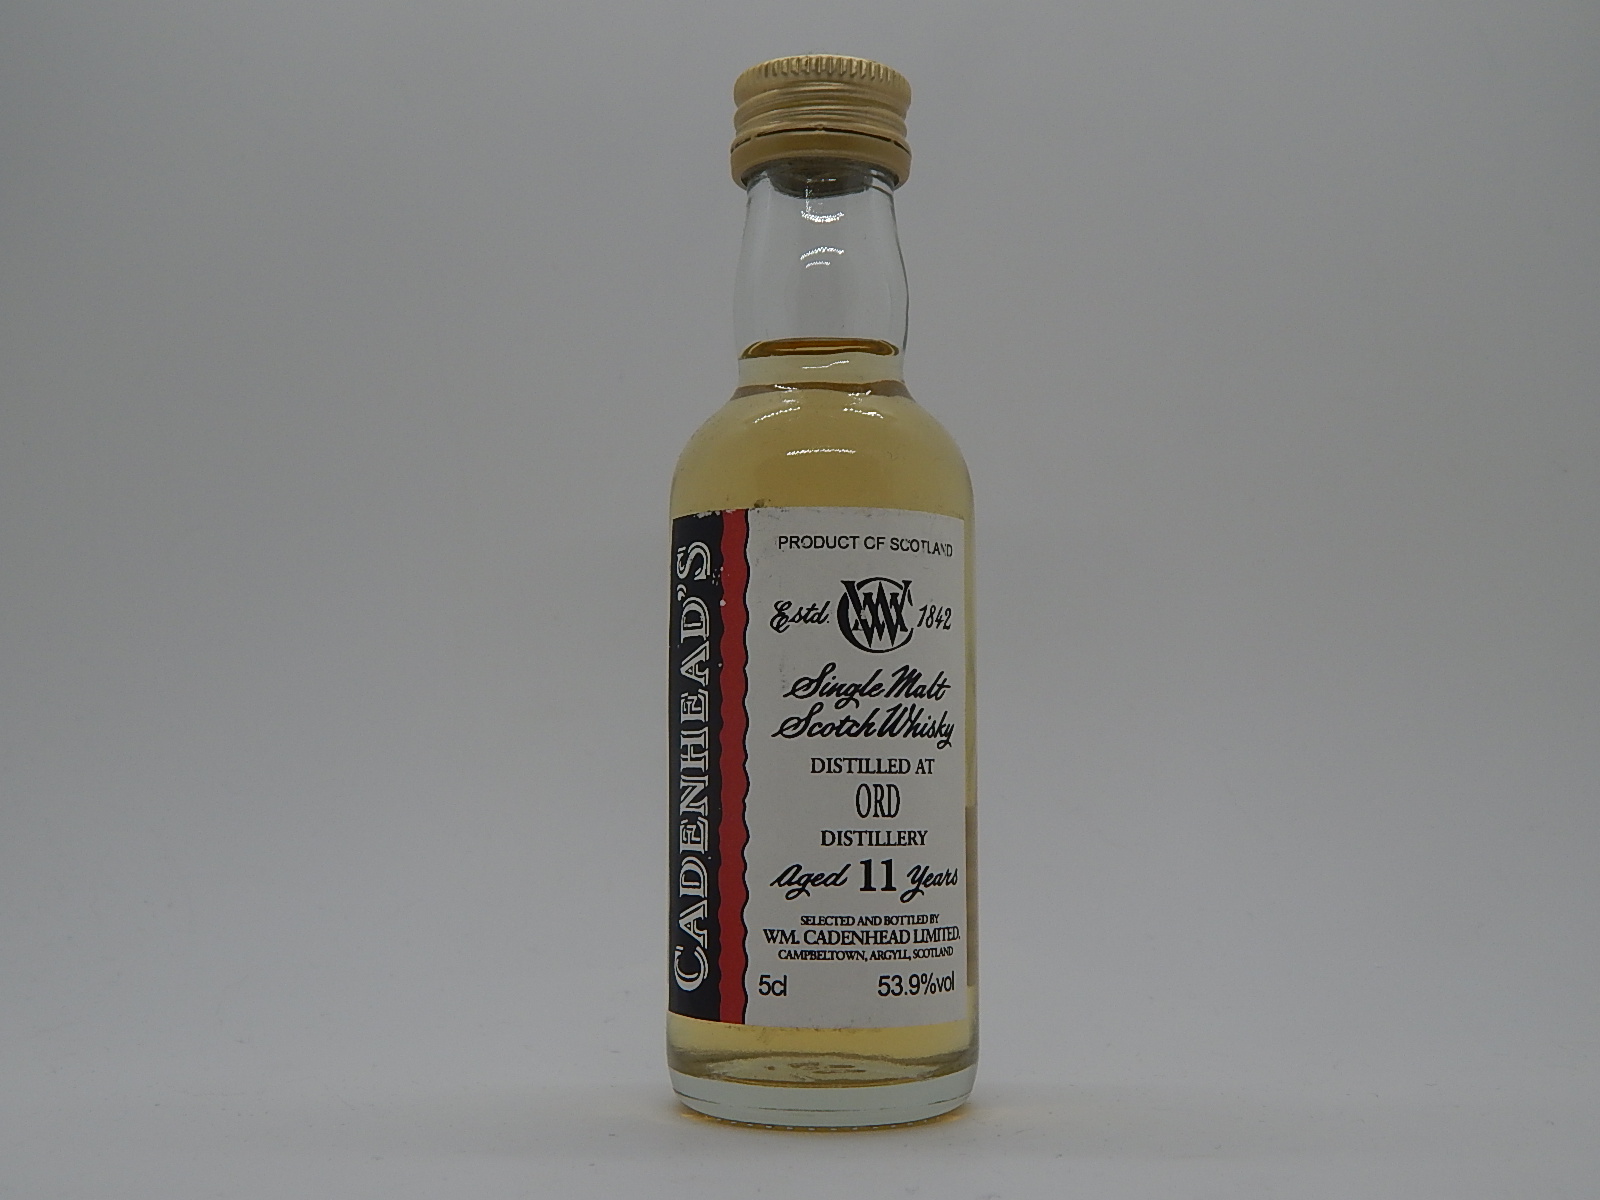 CADENHEAD'S
PRODUCT OF SCOTLAND
Estd. WC 1842
Single Malt
Scotch Whisky
DISTILLED AT
ORD
DISTILLERY
Aged 11 Years
SELECTED AND BOTTLED BY
WM. CADENHEAD LIMITED.
CAMPBELTOWN, ARGYLL, SCOTLAND
5cl 53.9%vol